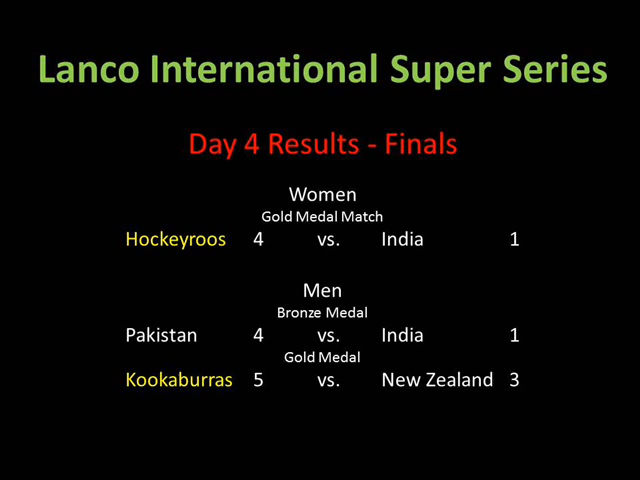 Lanco International Super Series
Day 4 Results - Finals
Women
Gold Medal Match
Hockeyroos 4 vs. India 1
Men
Bronze Medal
Pakistan 4 vs. India 1
Gold Medal
Kookaburras 5 vs. New Zealand 3